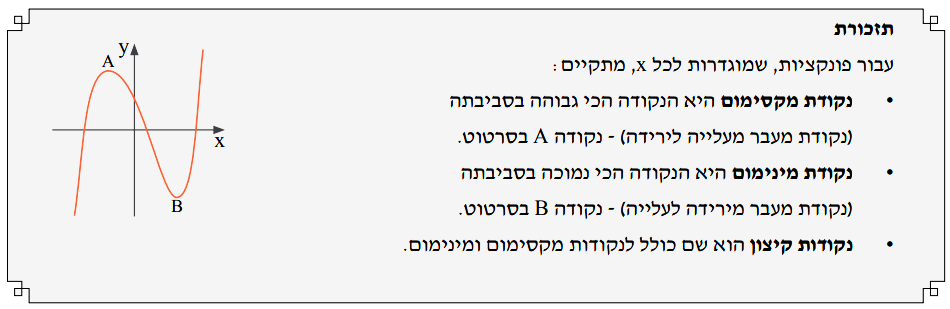 תזכורת
עבור פונקציות, שמוגדרות לכל x, מתקיים:
• נקודת מקסימום היא הנקודה הכי גבוהה בסביבתה
(נקודת מעבר מעלייה לירידה) - נקודה A בסרטוט.
• נקודת מינימום היא הנקודה הכי נמוכה בסביבתה
(נקודת מעבר מירידה לעלייה) - נקודה B בסרטוט.
• נקודות קיצון הוא שם כולל לנקודות מקסימום ומינימום.
y
A
x
B